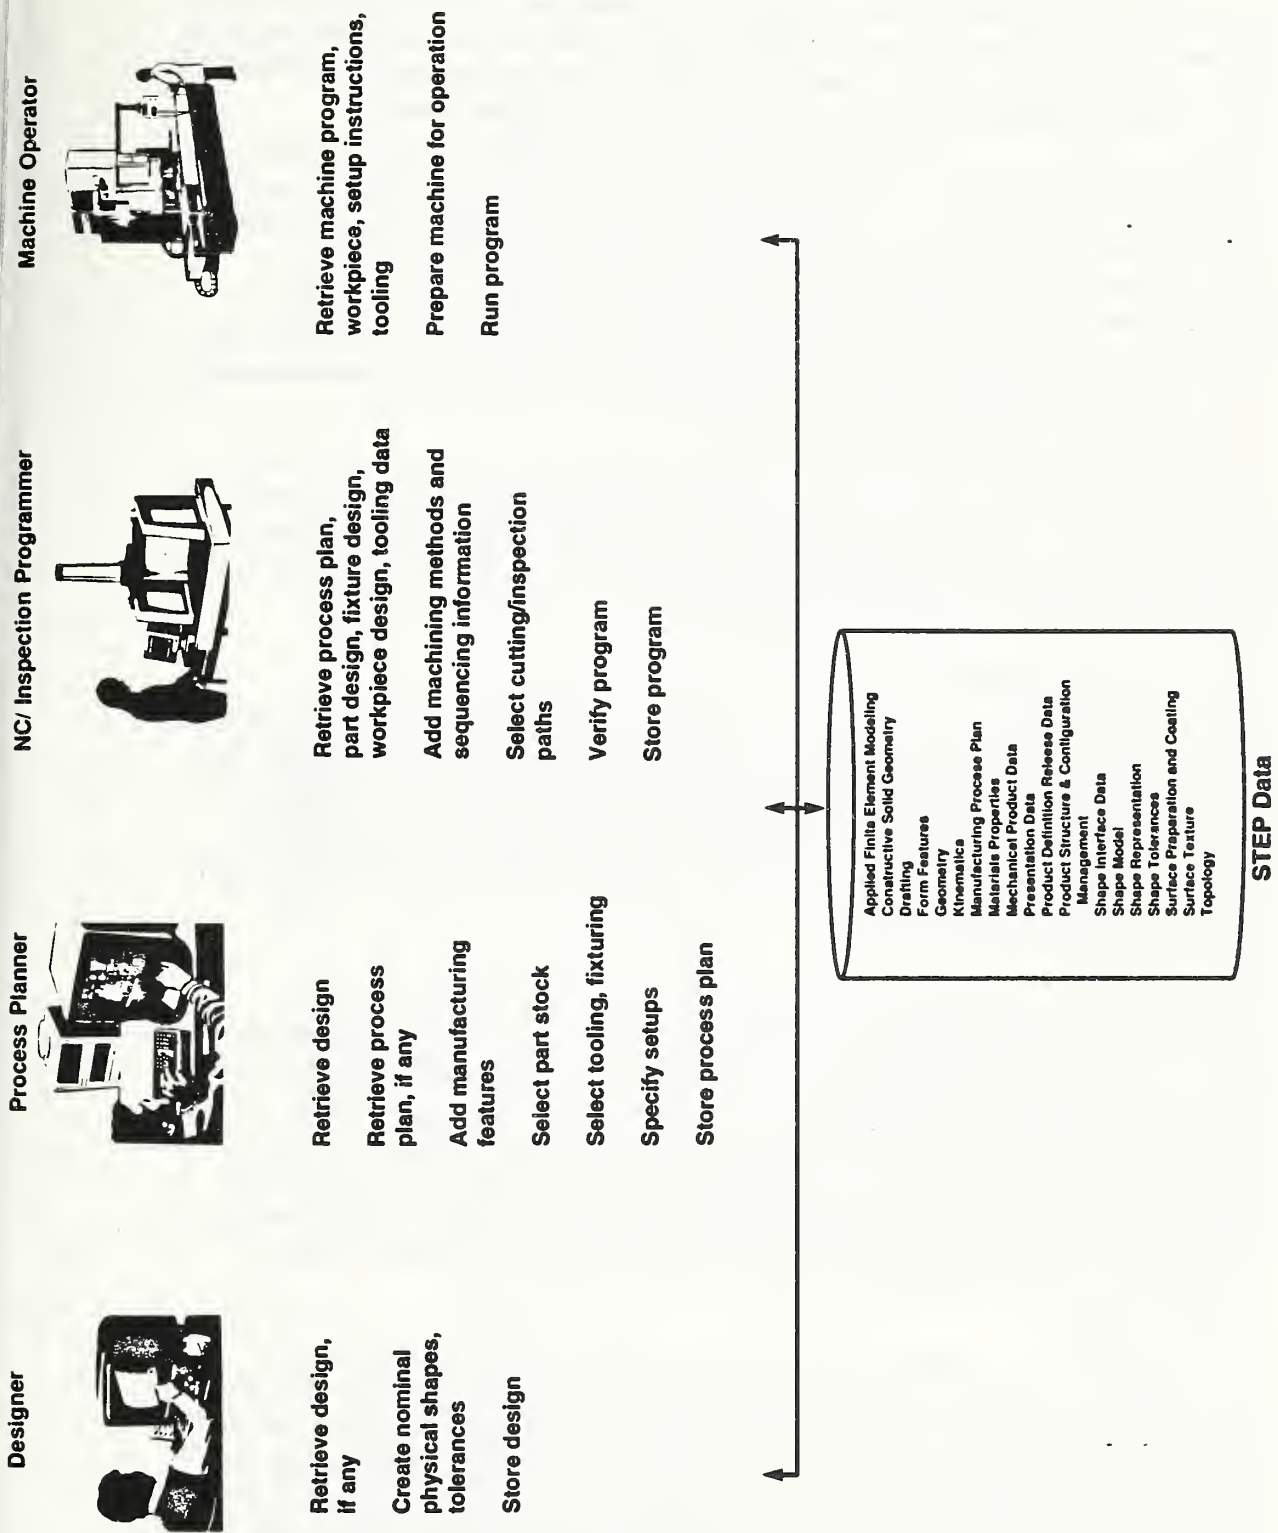 Designer
Retrieve design,
if any
Create nominal
physical shapes,
tolerances
Store design
Process Planner
Retrieve design
Retrieve process
plan, if any
Add manufacturing
features
Select part stock
Select tooling, fixturing
Specify setups
Store process plan
NC/ Inspection Programmer
Retrieve process plan,
part design, fixture design,
workpiece design, tooling data
Add machining methods and
sequencing information
Select cutting/inspection
paths
Verify program
Store program
Machine Operator
Retrieve machine program,
workpiece, setup instructions,
tooling
Prepare machine for operation
Run program
Applied Finite Element Modeling
Constructive Solid Geometry
Drafting
Form Features
Geometry
Kinematics
Manufacturing Process Plan
Materials Properties
Mechanical Product Data
Presentation Data
Product Definition Release Data
Product Structure & Configuration
Management
Shape Interface Data
Shape Model
Shape Representation
Shape Tolerances
Surface Preparation and Coating
Surface Texture
Topology
STEP Data